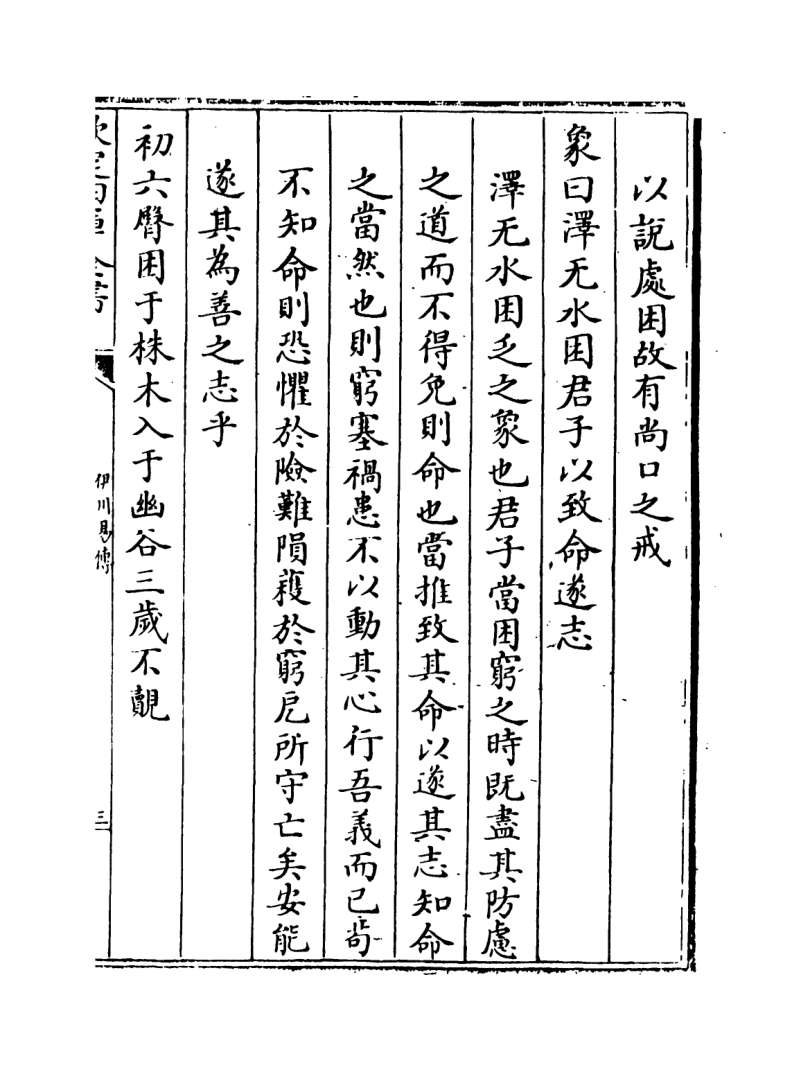 以說處困故有尚口之戒
象曰澤无水困君子以致命遂志
澤无水困乏之象也君子當困窮之時既盡其防慮
之道而不得免則命也當推致其命以遂其志知命
之當然也則窮塞禍患不以動其心行吾義而已茍
不知命則恐懼於險難隕穫於窮戹所守亡矣安能
遂其為善之志乎
初六臀困于株木入于幽谷三歲不覿
伊川易傳
三